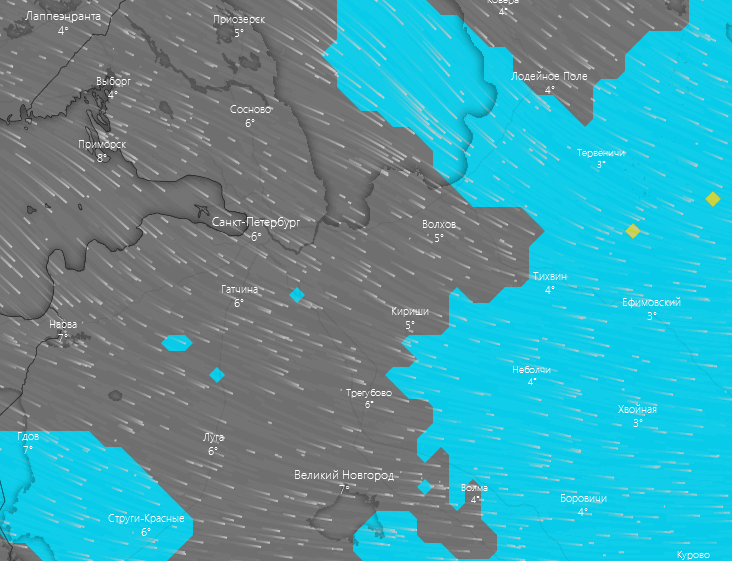 Ковера
4°
Лаппеэнранта
4°
Приозерск
5°
Выборг
4°
Лодейное Поле
4°
Сосново
6°
Приморск
8°
Тервеничи
3°
Санкт-Петербург
6°
Волхов
5°
Тихвин
4°
Гатчина
6°
Ефимовский
3°
Кириши
5°
Нарва
7°
Неболчи
4°
Трегубово
6°
Хвойная
3°
Гдов
7°
Луга
6°
Великий Новгород
7°
Волма
4°
Боровичи
4°
Струги-Красные
6°
Курово